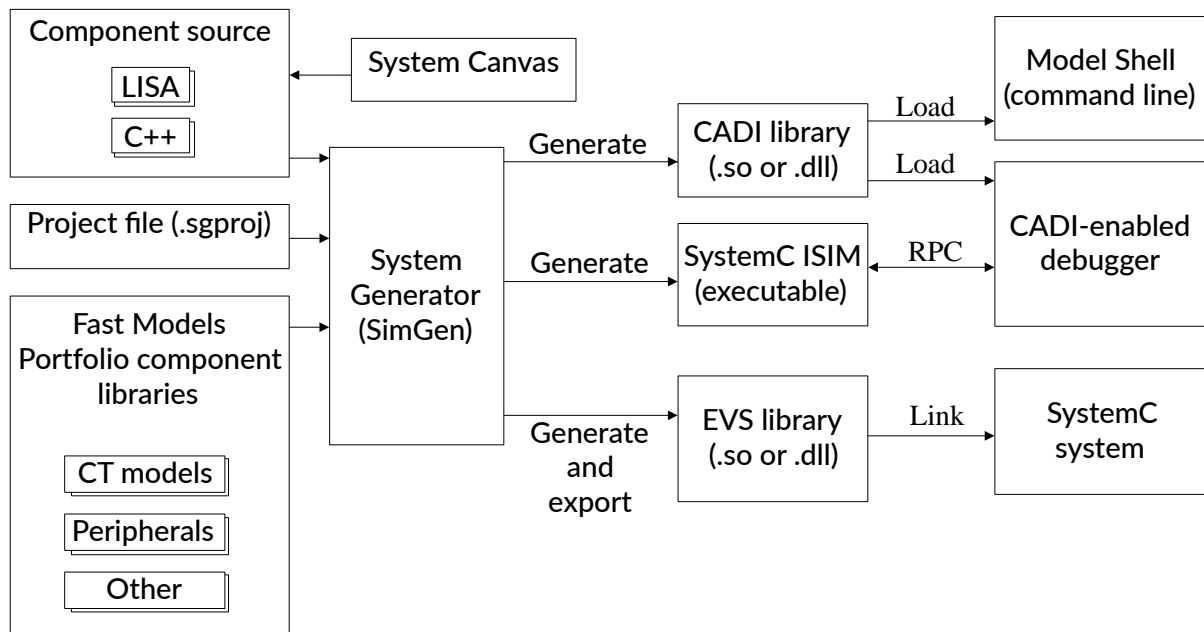 Component source
LISA
C++
System Canvas
Project file (.sgproj)
Fast Models
Portfolio component
libraries
CT models
Peripherals
Other
System
Generator
(SimGen)
Generate
CADI library
(.so or .dll)
Load
Load
Model Shell
(command line)
CADI-enabled
debugger
Generate
SystemC ISIM
(executable)
RPC
Generate
and
export
EVS library
(.so or .dll)
Link
SystemC
system